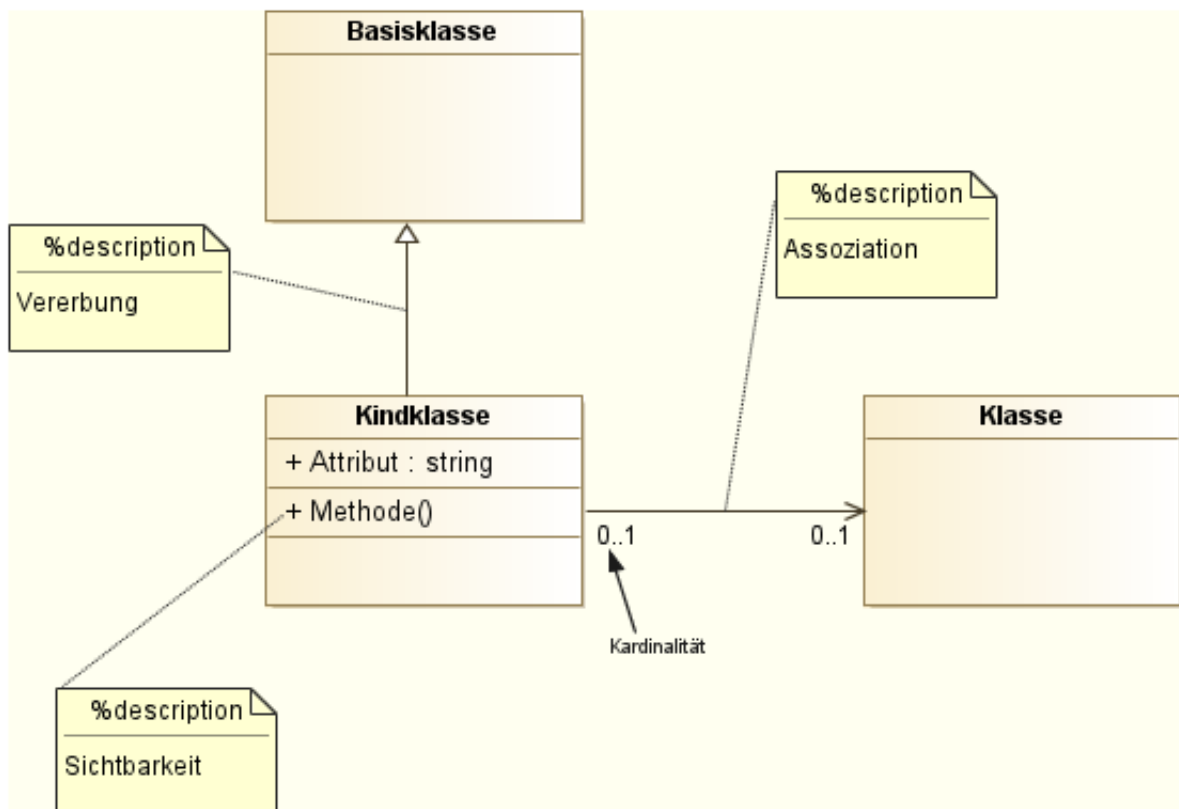 Basisklasse
%description
Assoziation
%description
Vererbung
Kindklasse
+ Attribut : string
+ Methode()
Klasse
0..1
0..1
Kardinalität
%description
Sichtbarkeit